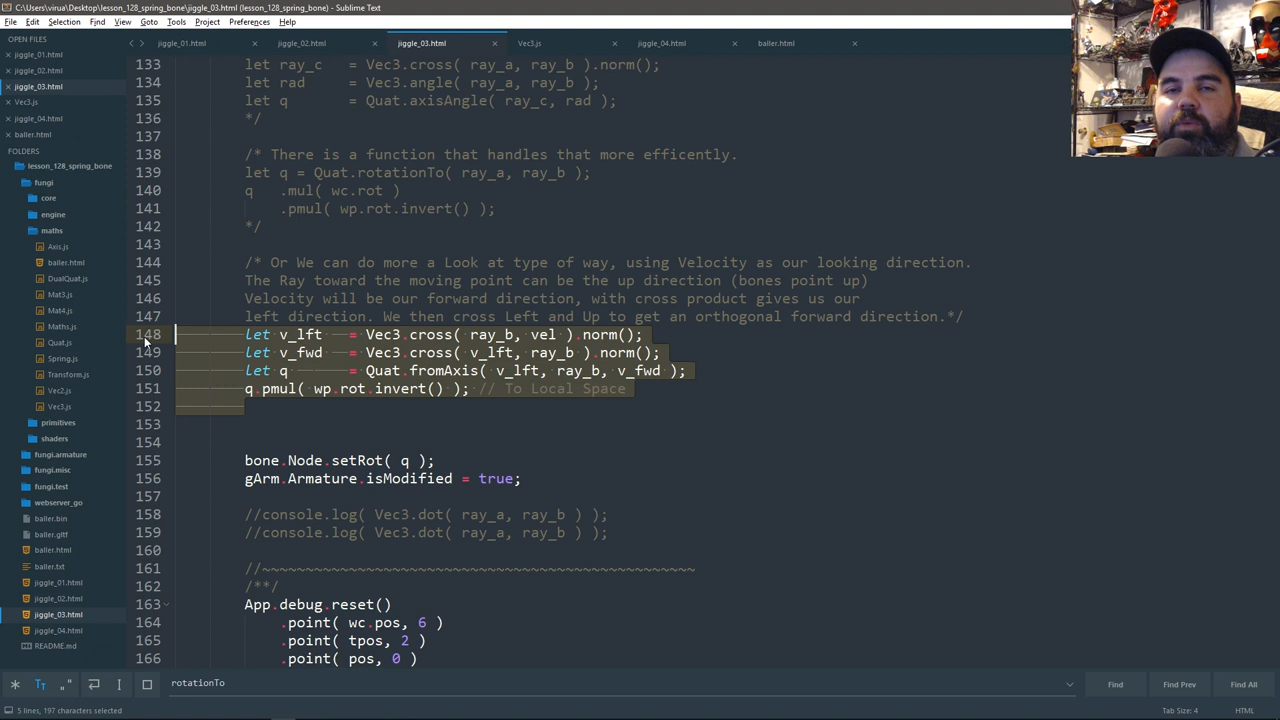 C:\Users\virua\Desktop\lesson_128_spring_bone\jiggle_03.html (lesson_128_spring_bone) - Sublime Text
File Edit Selection Find View Goto Tools Project Preferences Help
OPEN FILES
jiggle_01.html
jiggle_02.html
jiggle_03.html
Vec3.js
jiggle_04.html
baller.html
FOLDERS
lesson_128_spring_bone
fungi
core
engine
maths
Axis.js
baller.html
DualQuat.js
Mat3.js
Mat4.js
Maths.js
Quat.js
Spring.js
Transform.js
Vec2.js
Vec3.js
primitives
shaders
fungi.armature
fungi.misc
fungi.test
webserver_go
baller.bin
baller.gltf
baller.html
baller.txt
jiggle_01.html
jiggle_02.html
jiggle_03.html
jiggle_04.html
README.md
jiggle_01.html jiggle_02.html jiggle_03.html Vec3.js jiggle_04.html baller.html
133 let ray_c = Vec3.cross( ray_a, ray_b ).norm();
134 let rad = Vec3.angle( ray_a, ray_b );
135 let q = Quat.axisAngle( ray_c, rad );
136 */
137
138 /* There is a function that handles that more efficently.
139 let q = Quat.rotationTo( ray_a, ray_b );
140 q .mul( wc.rot )
141 .pmul( wp.rot.invert() );
142 */
143
144 /* Or We can do more a Look at type of way, using Velocity as our looking direction.
145 The Ray toward the moving point can be the up direction (bones point up)
146 Velocity will be our forward direction, with cross product gives us our
147 left direction. We then cross Left and Up to get an orthogonal forward direction.*/
148 let v_lft = Vec3.cross( ray_b, vel ).norm();
149 let v_fwd = Vec3.cross( v_lft, ray_b ).norm();
150 let q = Quat.fromAxis( v_lft, ray_b, v_fwd );
151 q.pmul( wp.rot.invert() ); // To Local Space
152
153
154
155 bone.Node.setRot( q );
156 gArm.Armature.isModified = true;
157
158 //console.log( Vec3.dot( ray_a, ray_b ) );
159 //console.log( Vec3.dot( ray_a, ray_b ) );
160
161 //~~~~~~~~~~~~~~~~~~~~~~~~~~~~~~~~~~~~~~~~~~~~~~~~~~
162 /**/
163 App.debug.reset()
164 .point( wc.pos, 6 )
165 .point( tpos, 2 )
166 .point( pos, 0 )
rotationTo
Find Find Prev Find All
5 lines, 197 characters selected
Tab Size: 4 HTML